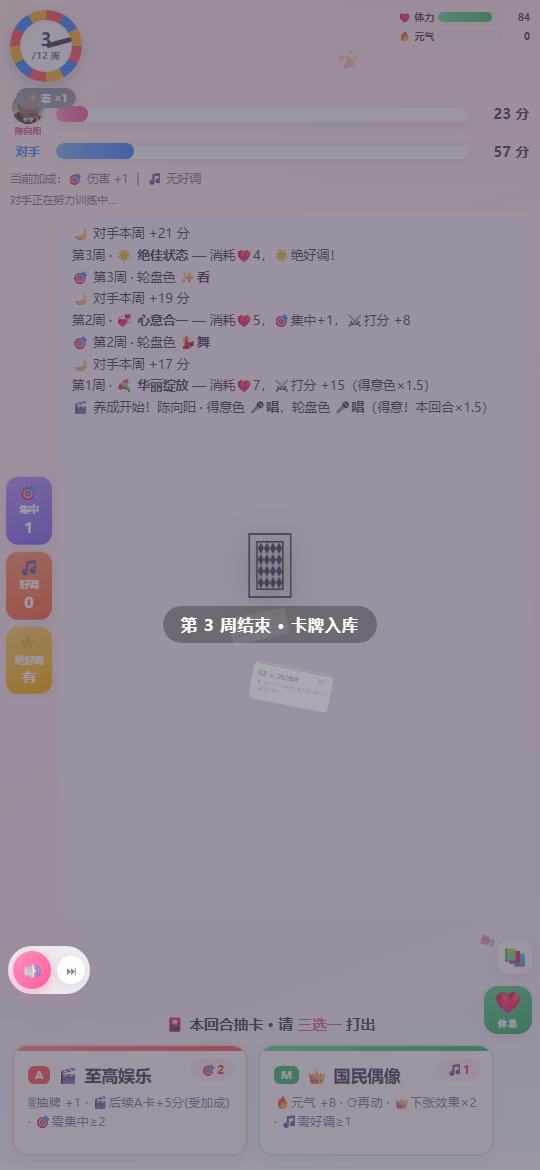 3
/12 周
体力 84
元气 0
✨ 看 ×1
陈向阳
23 分
对手
57 分
当前加成：🎯 伤害 +1 | 🎵 无好调
对手正在努力训练中...
🌙 对手本周 +21 分
第3周 · 🌟 绝佳状态 — 消耗❤️4，🌟绝好调！
🎯 第3周 · 轮盘色 ✨看
🌙 对手本周 +19 分
第2周 · 💞 心意合一 — 消耗❤️5，🎯集中+1，⚔️打分 +8
🎯 第2周 · 轮盘色 💃舞
🌙 对手本周 +17 分
第1周 · 💐 华丽绽放 — 消耗❤️7，⚔️打分 +15（得意色×1.5）
🎬 养成开始！陈向阳 · 得意色 🎤唱，轮盘色 🎤唱（得意！本回合×1.5）
集中
1
好调
0
绝好调
有
第 3 周结束 · 卡牌入库
休息
🎴 本回合抽卡 · 请 三选一 打出
A 🎬 至高娱乐 🎯2
抽牌 +1 · 🎬后续A卡+5分(受加成)
· 🎯需集中≥2
M 👑 国民偶像 🎵1
🔥元气 +8 · ⟳再动 · 👑下张效果×2
· 🎵需好调≥1